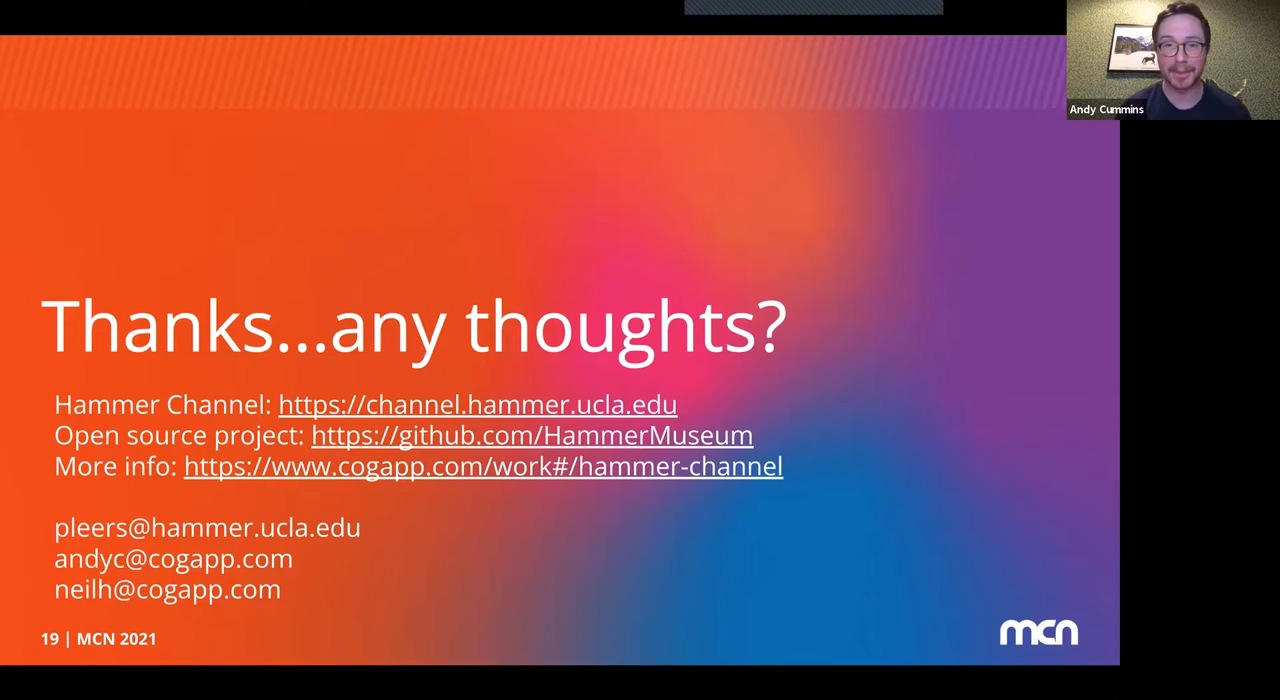 Andy Cummins
Thanks...any thoughts?
Hammer Channel: https://channel.hammer.ucla.edu
Open source project: https://github.com/HammerMuseum
More info: https://www.cogapp.com/work#/hammer-channel
pleers@hammer.ucla.edu
andyc@cogapp.com
neilh@cogapp.com
19 | MCN 2021
mcn